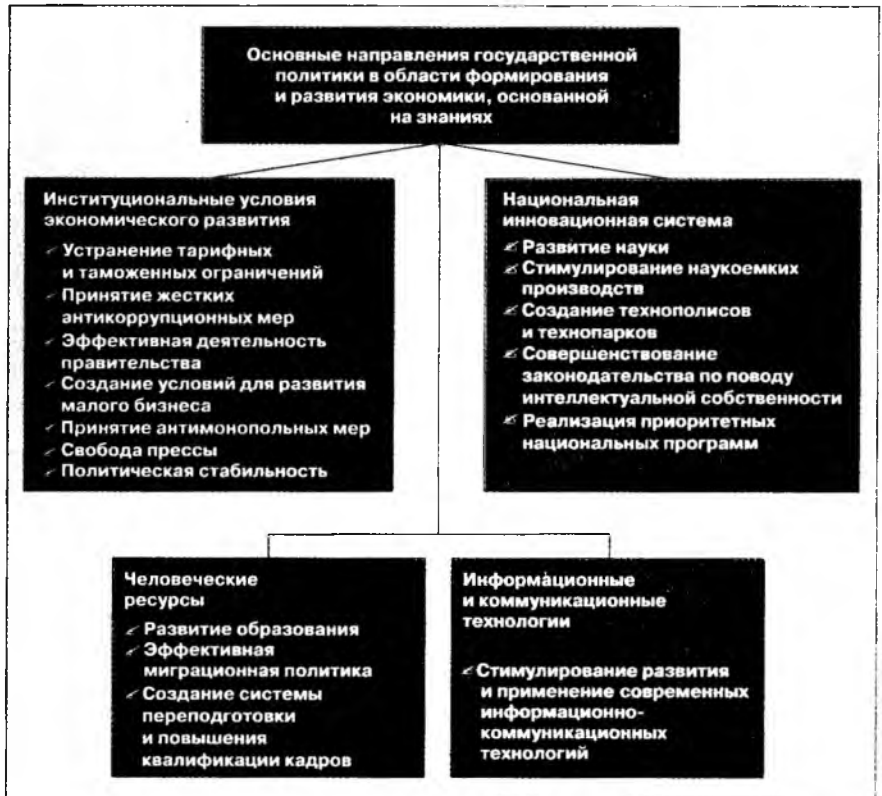 Основные направления государственной
политики в области формирования
и развития экономики, основанной
на знаниях
Институциональные условия
экономического развития
Устранение тарифных
и таможенных ограничений
Принятие жестких
антикоррупционных мер
Эффективная деятельность
правительства
Создание условий для развития
малого бизнеса
Принятие антимонопольных мер
Свобода прессы
Политическая стабильность
Национальная
инновационная система
Развитие науки
Стимулирование наукоемких
производств
Создание технополисов
и технопарков
Совершенствование
законодательства по поводу
интеллектуальной собственности
Реализация приоритетных
национальных программ
Человеческие
ресурсы
Развитие образования
Эффективная
миграционная политика
Создание системы
переподготовки
и повышения
квалификации кадров
Информационные
и коммуникационные
технологии
Стимулирование развития
и применение современных
информационно-
коммуникационных
технологий